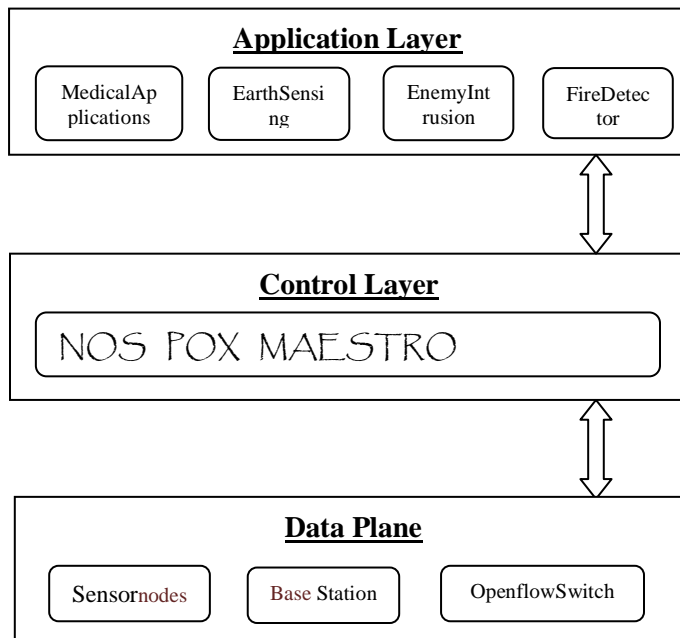 Application Layer
MedicalAp
plications
EarthSensi
ng
EnemyInt
rusion
FireDetec
tor
Control Layer
NOS POX MAESTRO
Data Plane
Sensornodes
Base Station
OpenflowSwitch